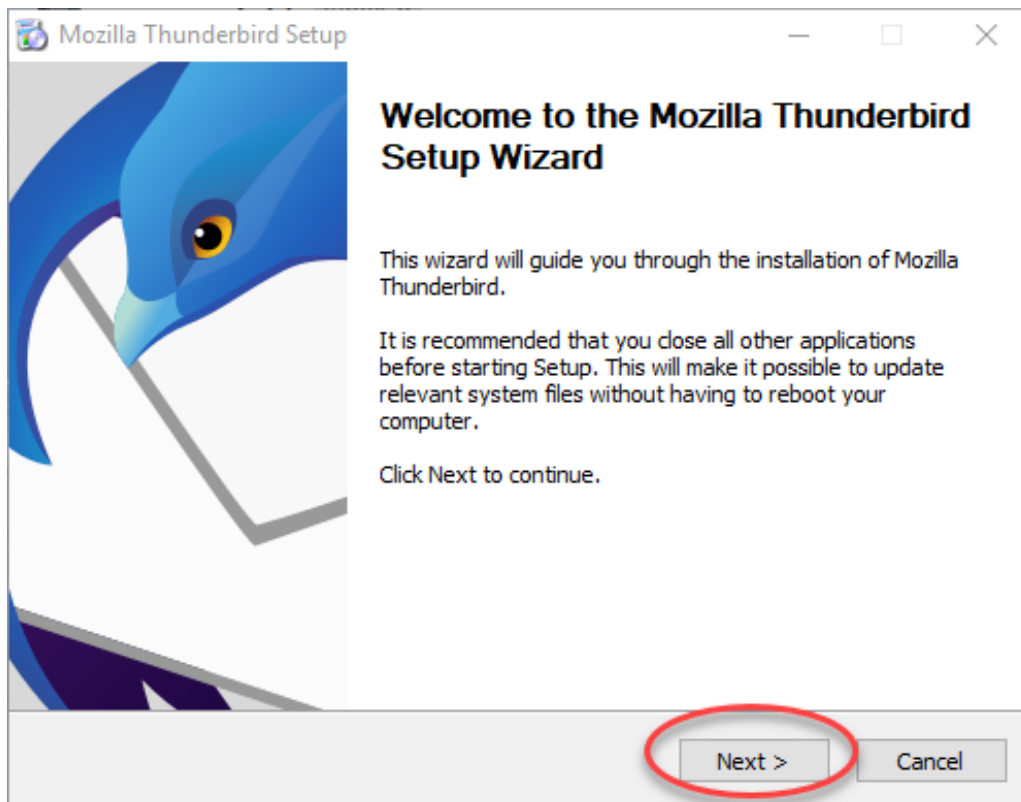 Mozilla Thunderbird Setup
Welcome to the Mozilla Thunderbird
Setup Wizard
This wizard will guide you through the installation of Mozilla
Thunderbird.
It is recommended that you close all other applications
before starting Setup. This will make it possible to update
relevant system files without having to reboot your
computer.
Click Next to continue.
Next >
Cancel